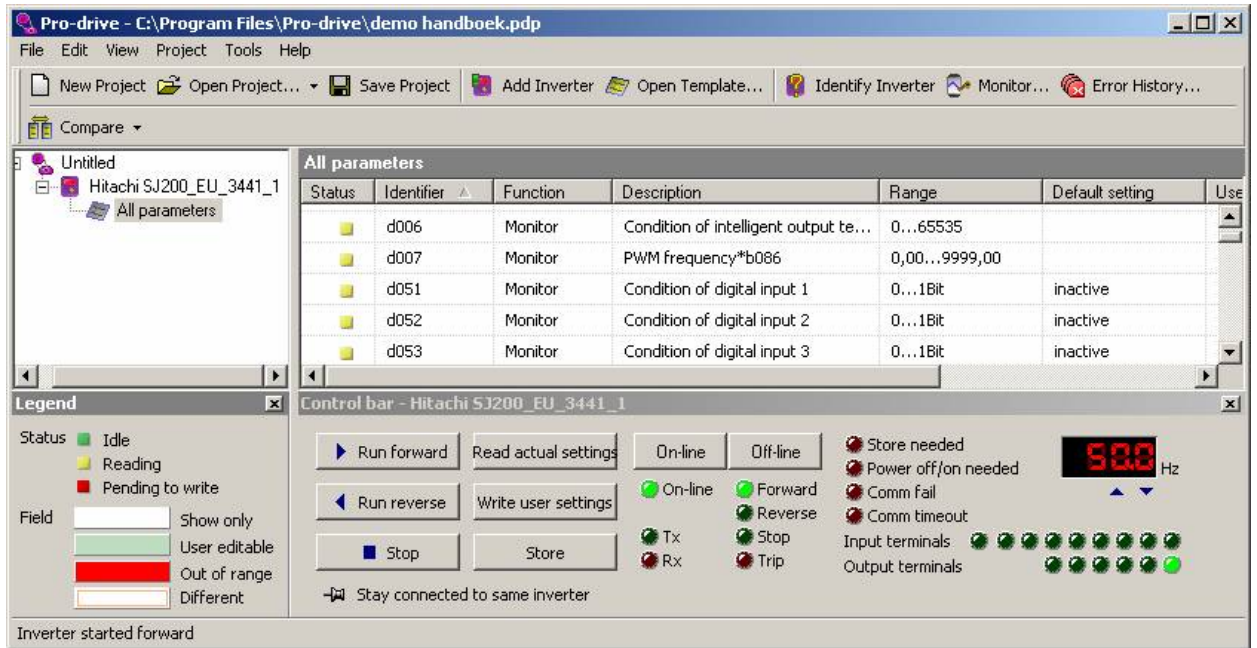 Pro-drive - C:\Program Files\Pro-drive\demo handboek.pdp
File Edit View Project Tools Help
New Project Open Project... Save Project Add Inverter Open Template... Identify Inverter Monitor... Error History...
Compare
Untitled
Hitachi SJ200_EU_3441_1
All parameters
All parameters
Status Identifier Function Description Range Default setting Use
d006 Monitor Condition of intelligent output te... 0...65535
d007 Monitor PWM frequency*b086 0,00...9999,00
d051 Monitor Condition of digital input 1 0...1Bit inactive
d052 Monitor Condition of digital input 2 0...1Bit inactive
d053 Monitor Condition of digital input 3 0...1Bit inactive
Legend
Status Idle
Reading
Pending to write
Field Show only
User editable
Out of range
Different
Control bar - Hitachi SJ200_EU_3441_1
Run forward Read actual settings On-line Off-line
Run reverse Write user settings
Stop Store
Stay connected to same inverter
On-line Forward
Reverse
Tx Stop
Rx Trip
Store needed
Power off/on needed
Comm fail
Comm timeout
Input terminals
Output terminals
50.0 Hz
Inverter started forward